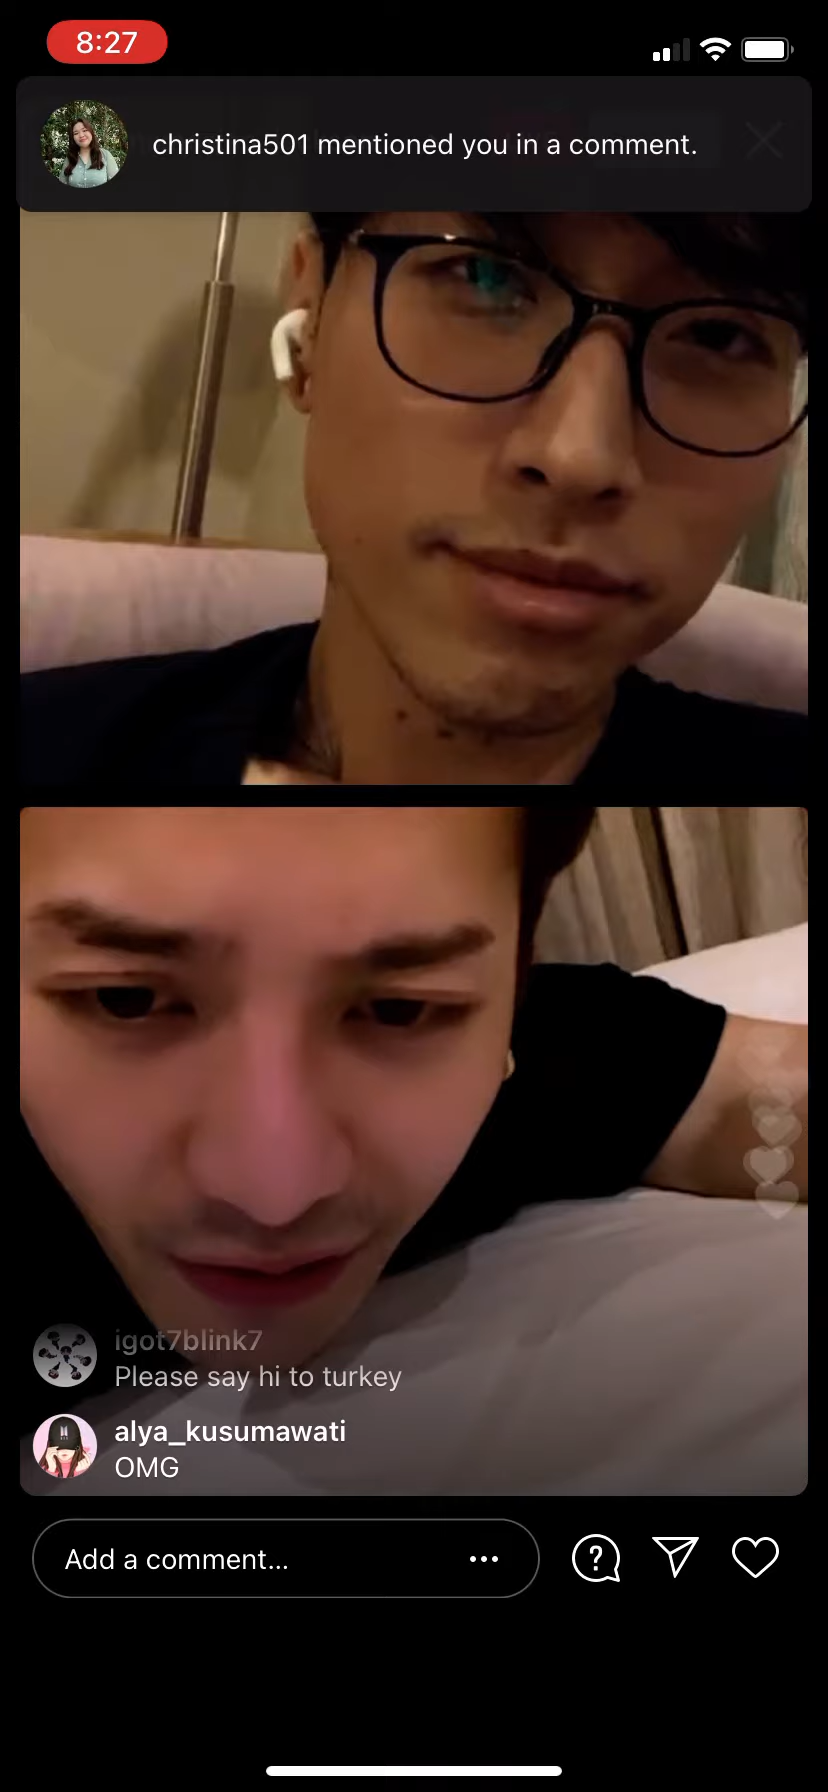 8:27
christina501 mentioned you in a comment.
igot7blink7
Please say hi to turkey
alya_kusumawati
OMG
Add a comment...